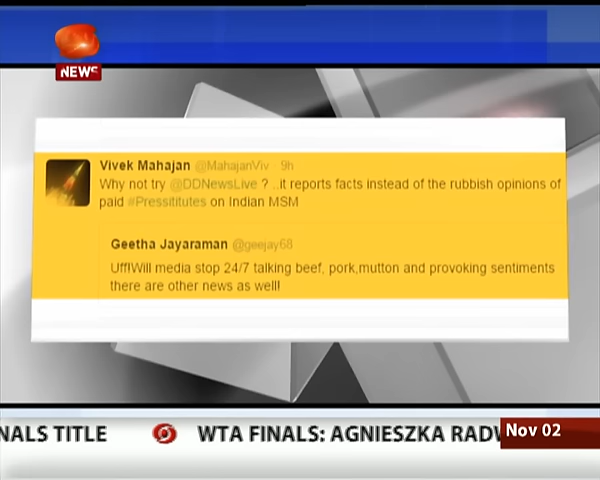 NEWS
Vivek Mahajan @MahajanViv 9h
Why not try @DDNewsLive ? ..it reports facts instead of the rubbish opinions of
paid #Pressititutes on Indian MSM
Geetha Jayaraman @geejay68
Uff!Will media stop 24/7 talking beef, pork,mutton and provoking sentiments
there are other news as well!
NALS TITLE WTA FINALS: AGNIESZKA RADW
Nov 02